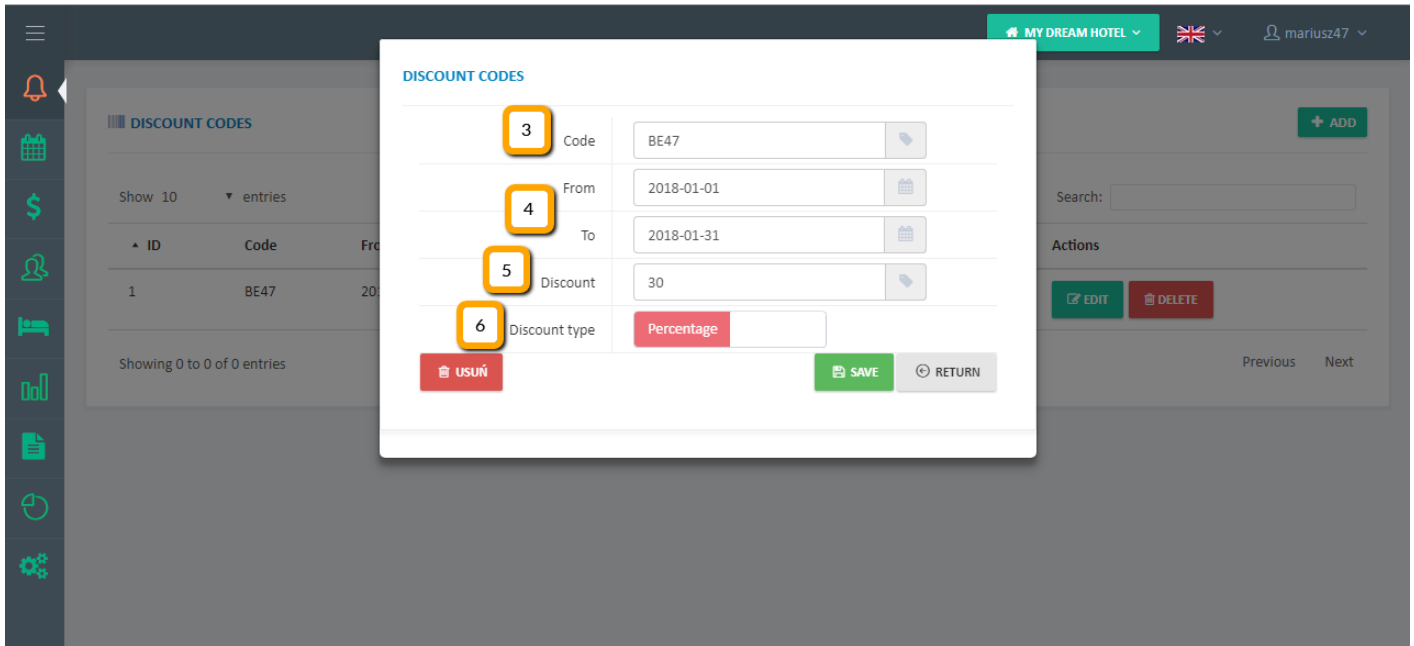 MY DREAM HOTEL
mariusz47
DISCOUNT CODES
DISCOUNT CODES
+ ADD
3
Code
BE47
Show 10 entries
From
2018-01-01
Search:
4
To
2018-01-31
ID Code Fro Actions
5
Discount
30
1 BE47 20 EDIT DELETE
6
Discount type
Percentage
Showing 0 to 0 of 0 entries
USUŃ
SAVE
RETURN
Previous Next